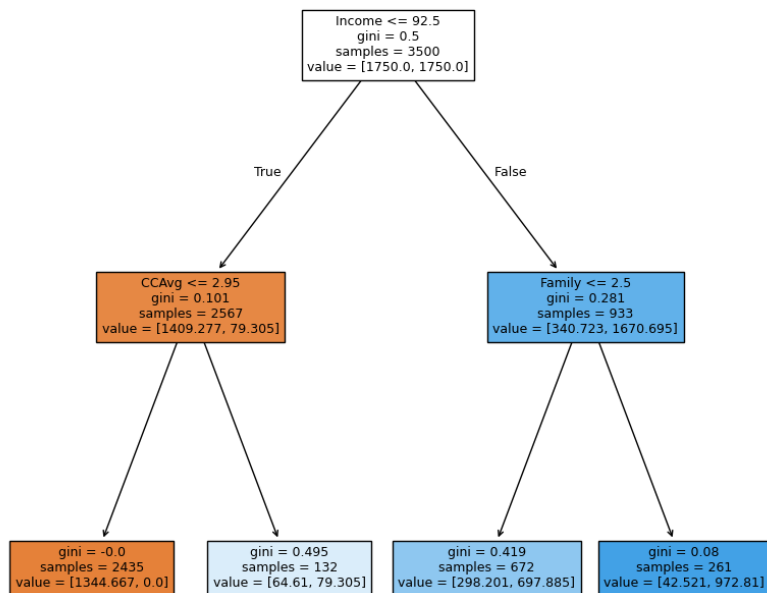 Income <= 92.5
gini = 0.5
samples = 3500
value = [1750.0, 1750.0]
True
False
CCAvg <= 2.95
gini = 0.101
samples = 2567
value = [1409.277, 79.305]
Family <= 2.5
gini = 0.281
samples = 933
value = [340.723, 1670.695]
gini = -0.0
samples = 2435
value = [1344.667, 0.0]
gini = 0.495
samples = 132
value = [64.61, 79.305]
gini = 0.419
samples = 672
value = [298.201, 697.885]
gini = 0.08
samples = 261
value = [42.521, 972.81]